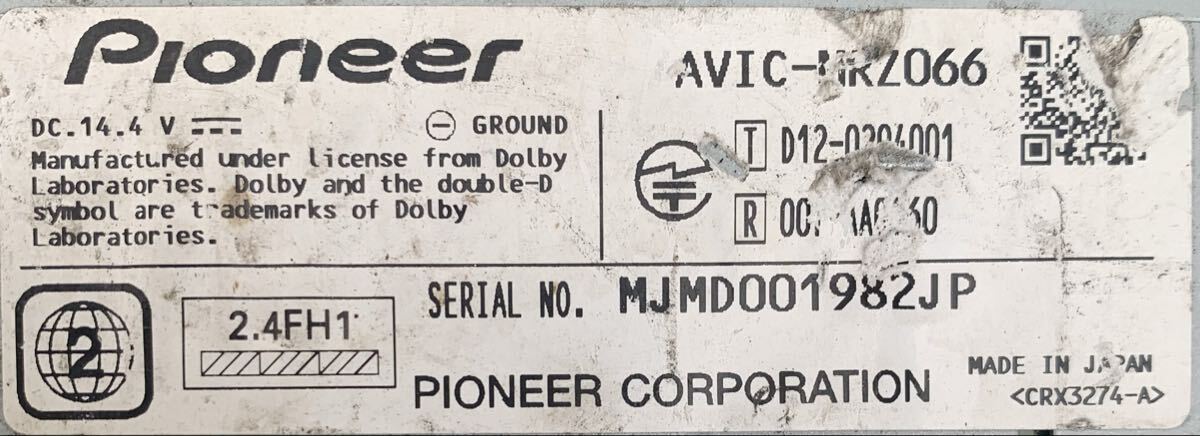 Pioneer
DC.14.4 V
GROUND
Manufactured under license from Dolby
Laboratories. Dolby and the double-D
symbol are trademarks of Dolby
Laboratories.
AVIC-MRZ066
T
R
2
2.4FH1
SERIAL NO. MJMD001982JP
PIONEER CORPORATION
MADE IN JAPAN
<CRX3274-A>